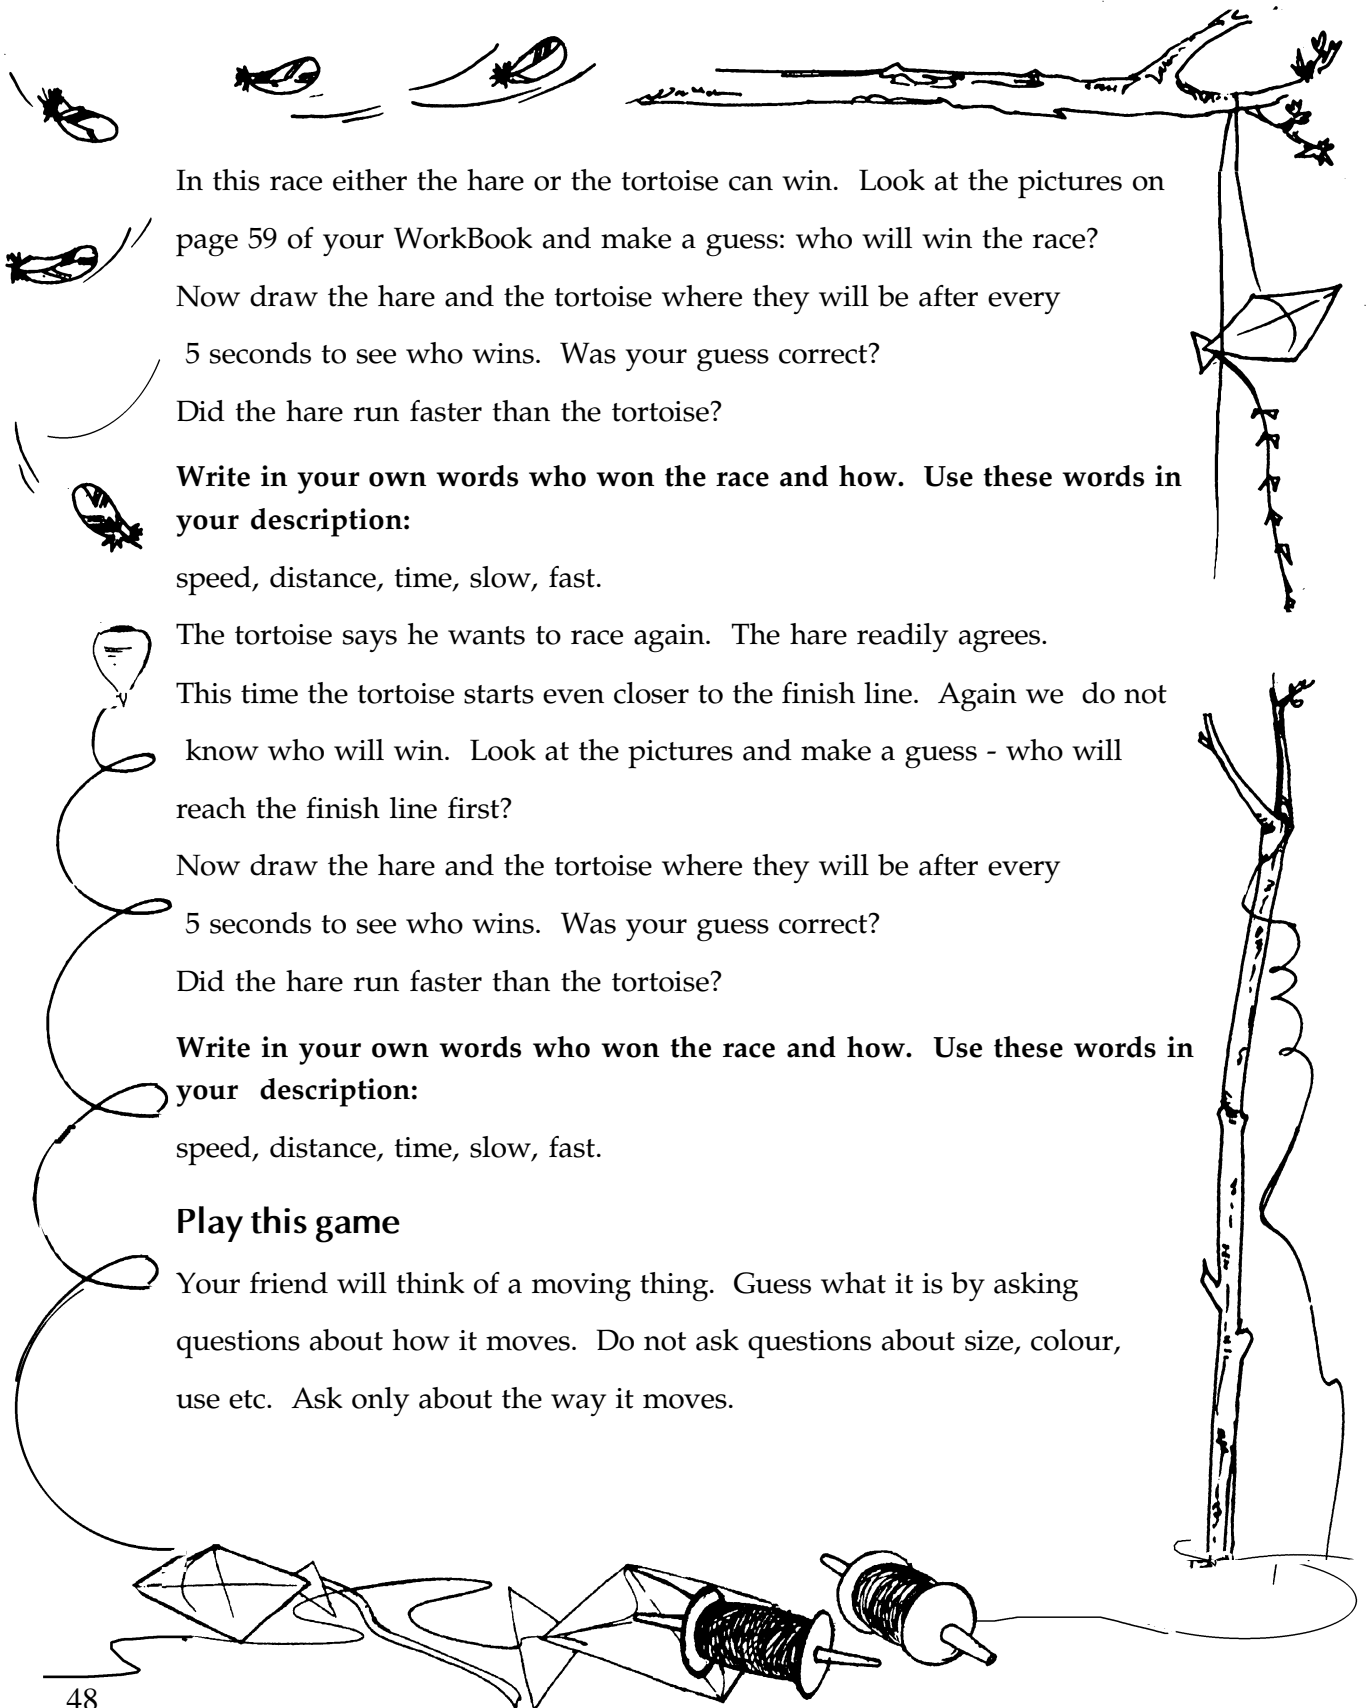 In this race either the hare or the tortoise can win. Look at the pictures on
page 59 of your WorkBook and make a guess: who will win the race?
Now draw the hare and the tortoise where they will be after every
5 seconds to see who wins. Was your guess correct?
Did the hare run faster than the tortoise?
Write in your own words who won the race and how. Use these words in
your description:
speed, distance, time, slow, fast.
The tortoise says he wants to race again. The hare readily agrees.
This time the tortoise starts even closer to the finish line. Again we do not
know who will win. Look at the pictures and make a guess - who will
reach the finish line first?
Now draw the hare and the tortoise where they will be after every
5 seconds to see who wins. Was your guess correct?
Did the hare run faster than the tortoise?
Write in your own words who won the race and how. Use these words in
your description:
speed, distance, time, slow, fast.
Play this game
Your friend will think of a moving thing. Guess what it is by asking
questions about how it moves. Do not ask questions about size, colour,
use etc. Ask only about the way it moves.
48